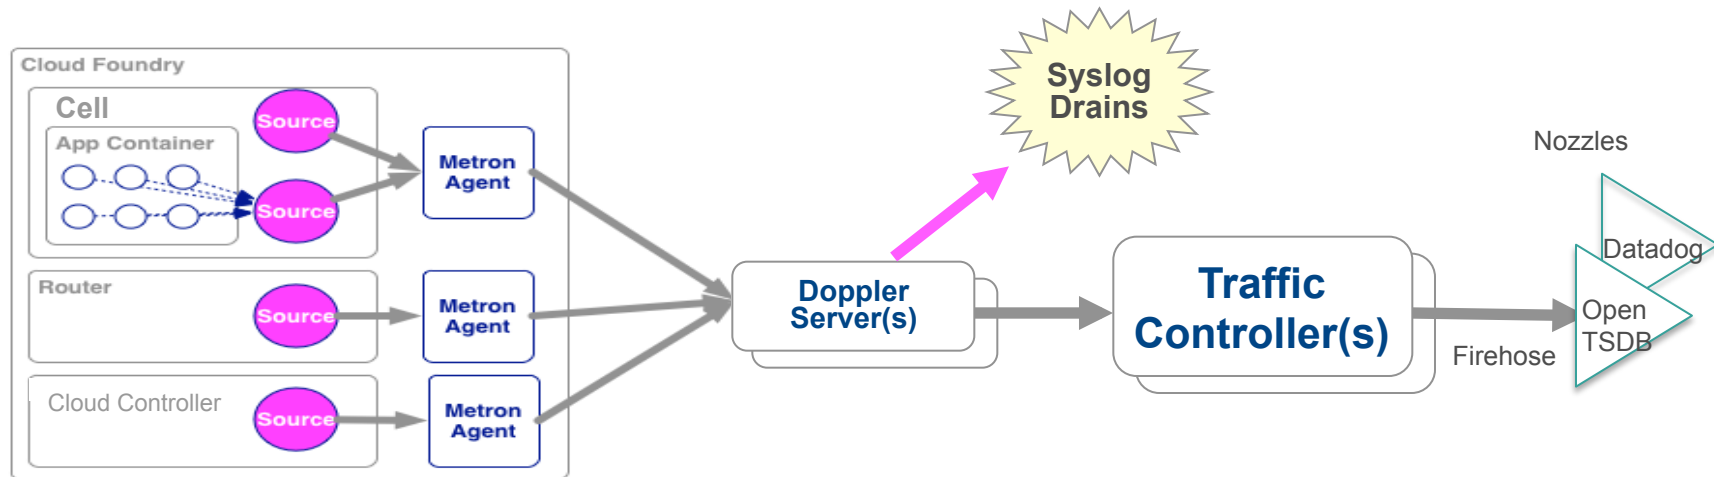 Cloud Foundry
Cell
App Container
Source
Source
Metron
Agent
Router
Source
Metron
Agent
Cloud Controller
Source
Metron
Agent
Doppler
Server(s)
Syslog
Drains
Traffic
Controller(s)
Firehose
Nozzles
Datadog
Open
TSDB